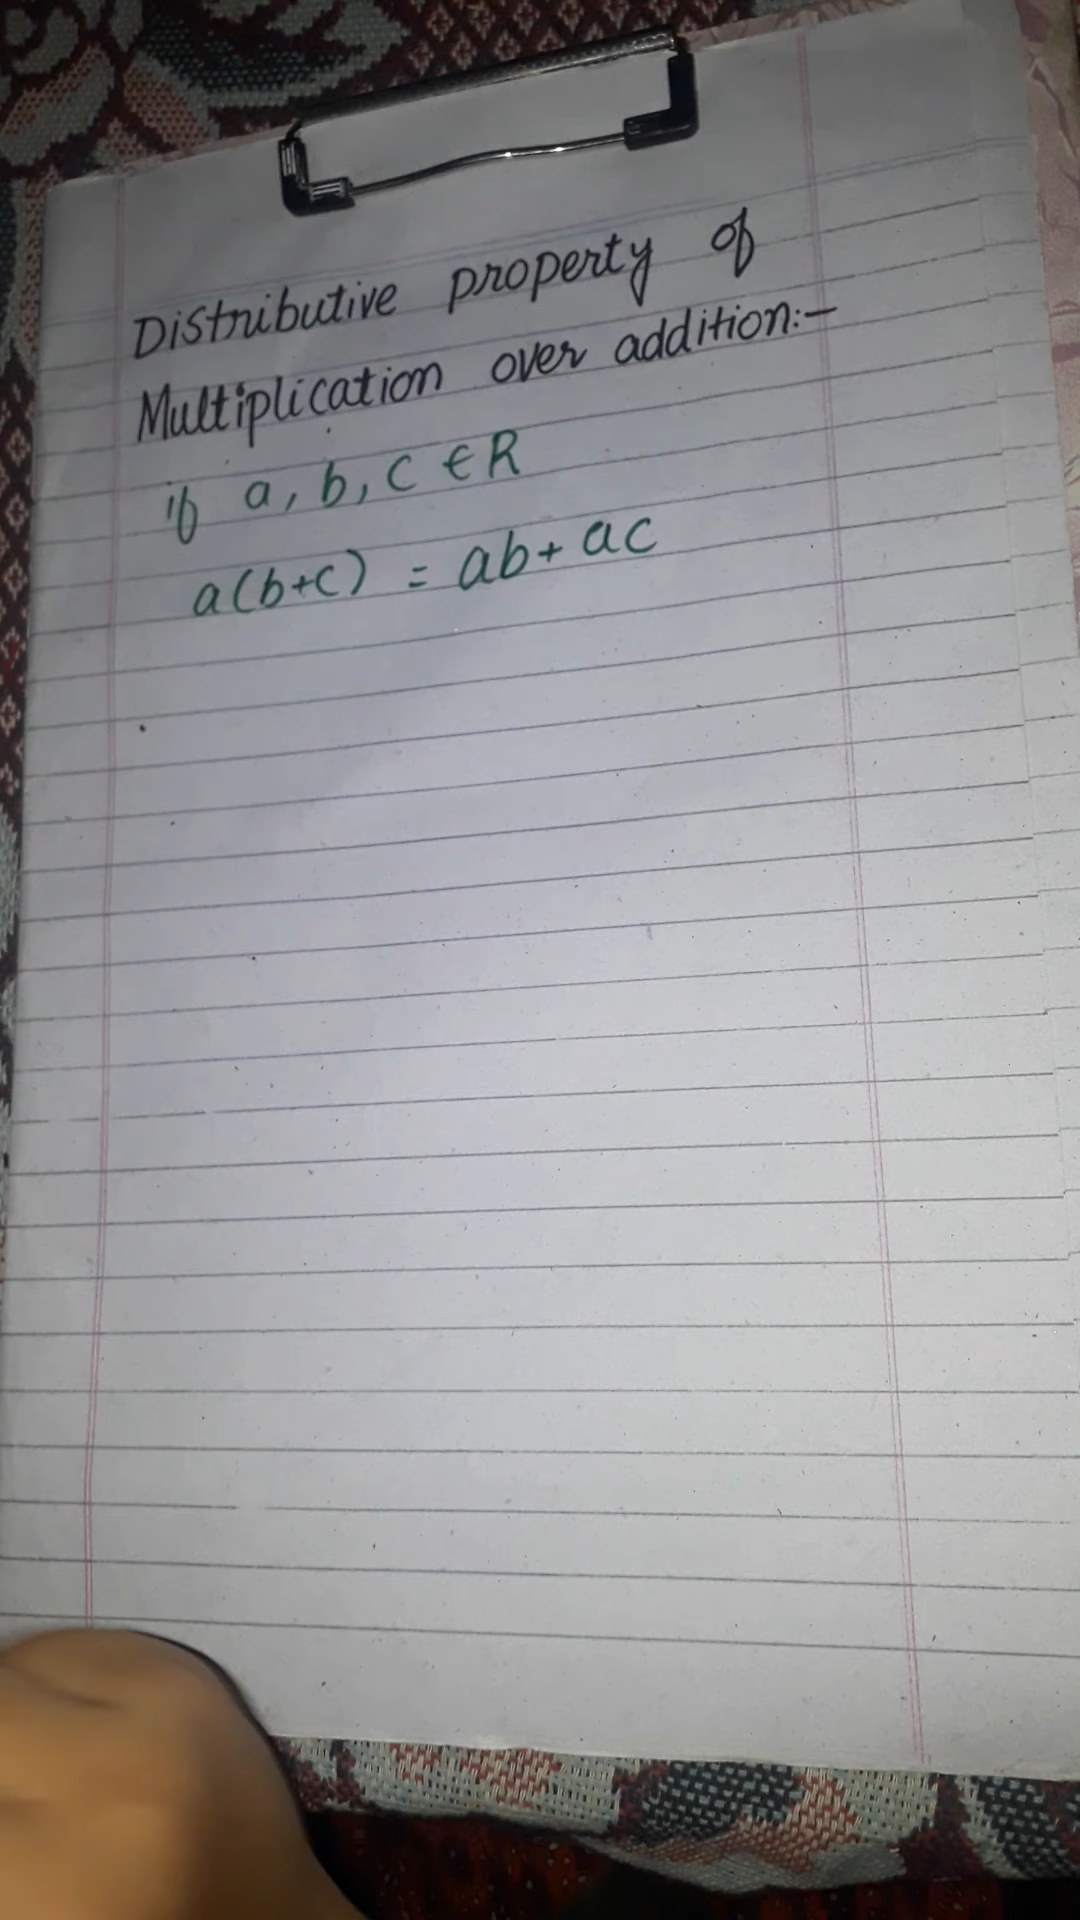 Distributive property of
Multiplication over addition:-
if a, b, c ∈ R
a(b+c) = ab + ac